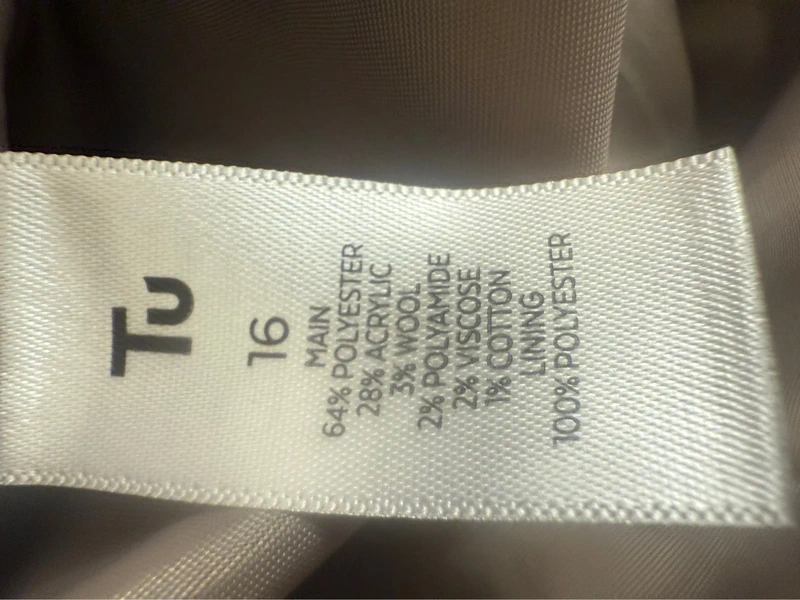 Tu
16
MAIN
64% POLYESTER
28% ACRYLIC
3% WOOL
2% POLYAMIDE
2% VISCOSE
1% COTTON
LINING
100% POLYESTER